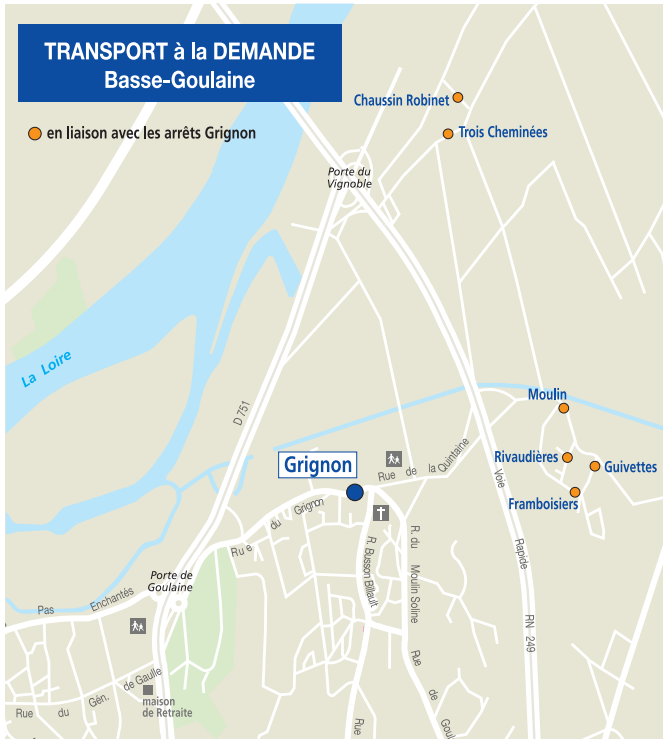 TRANSPORT à la DEMANDE
Basse-Goulaine
en liaison avec les arrêts Grignon
Chaussin Robinet
Trois Cheminées
Porte du
Vignoble
La Loire
D 751
Moulin
Rivaudières
Guivettes
Framboisiers
Grignon
Rue de la Quintaine
Voie Rapide RN 249
Rue du Grignon
R. Busson Billault
R. du Moulin Soline
Porte de
Goulaine
Pas Enchantés
Rue du Gén. de Gaulle
maison
de Retraite
Rue
Rue de Goul